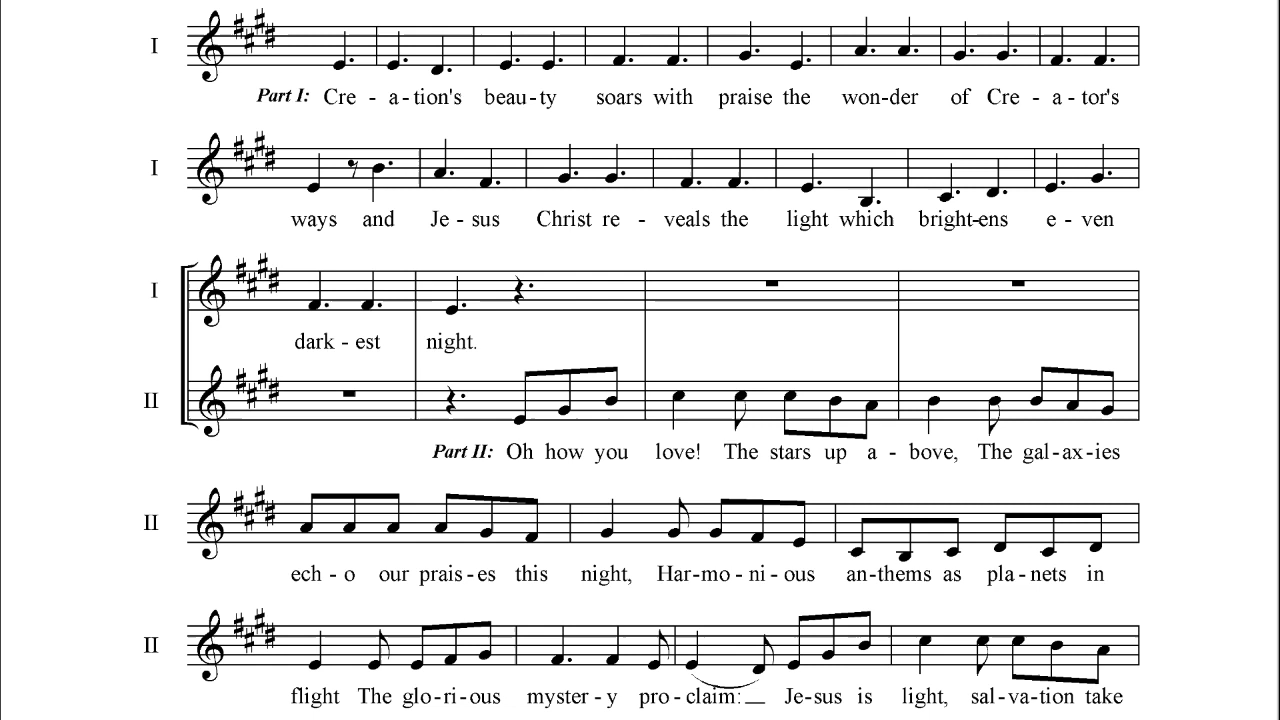 I
Part I: Cre - a - tion's beau - ty soars with praise the won - der of Cre - a - tor's
I
ways and Je - sus Christ re - veals the light which bright - ens e - ven
I
dark - est night.
II
Part II: Oh how you love! The stars up a - bove, The gal - ax - ies
II
ech - o our prais - es this night, Har - mo - ni - ous an - thems as pla - nets in
II
flight The glo - ri - ous myster - y pro - claim: Je - sus is light, sal - va - tion take